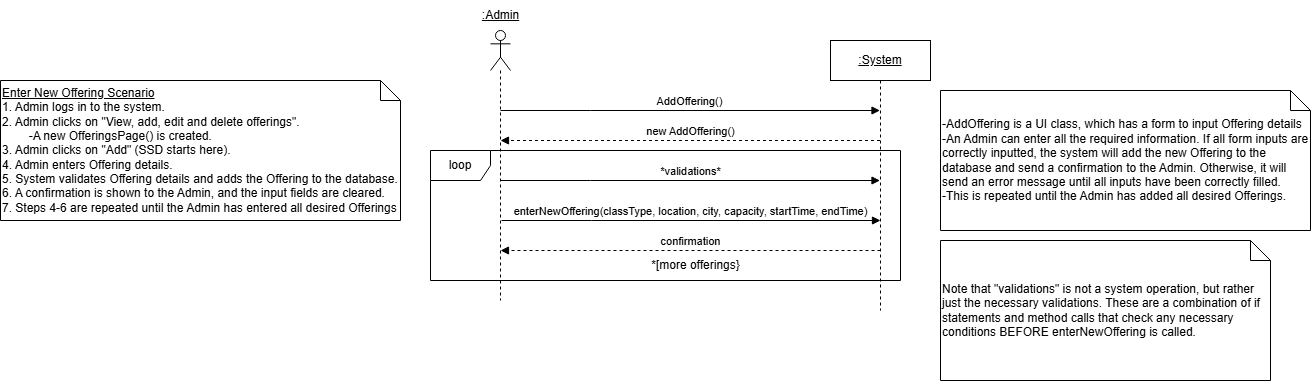 :Admin
:System
Enter New Offering Scenario
1. Admin logs in to the system.
2. Admin clicks on "View, add, edit and delete offerings".
-A new OfferingsPage() is created.
3. Admin clicks on "Add" (SSD starts here).
4. Admin enters Offering details.
5. System validates Offering details and adds the Offering to the database.
6. A confirmation is shown to the Admin, and the input fields are cleared.
7. Steps 4-6 are repeated until the Admin has entered all desired Offerings
AddOffering()
new AddOffering()
loop
*validations*
enterNewOffering(classType, location, city, capacity, startTime, endTime)
confirmation
*[more offerings}
-AddOffering is a UI class, which has a form to input Offering details
-An Admin can enter all the required information. If all form inputs are
correctly inputted, the system will add the new Offering to the
database and send a confirmation to the Admin. Otherwise, it will
send an error message until all inputs have been correctly filled.
-This is repeated until the Admin has added all desired Offerings.
Note that "validations" is not a system operation, but rather
just the necessary validations. These are a combination of if
statements and method calls that check any necessary
conditions BEFORE enterNewOffering is called.